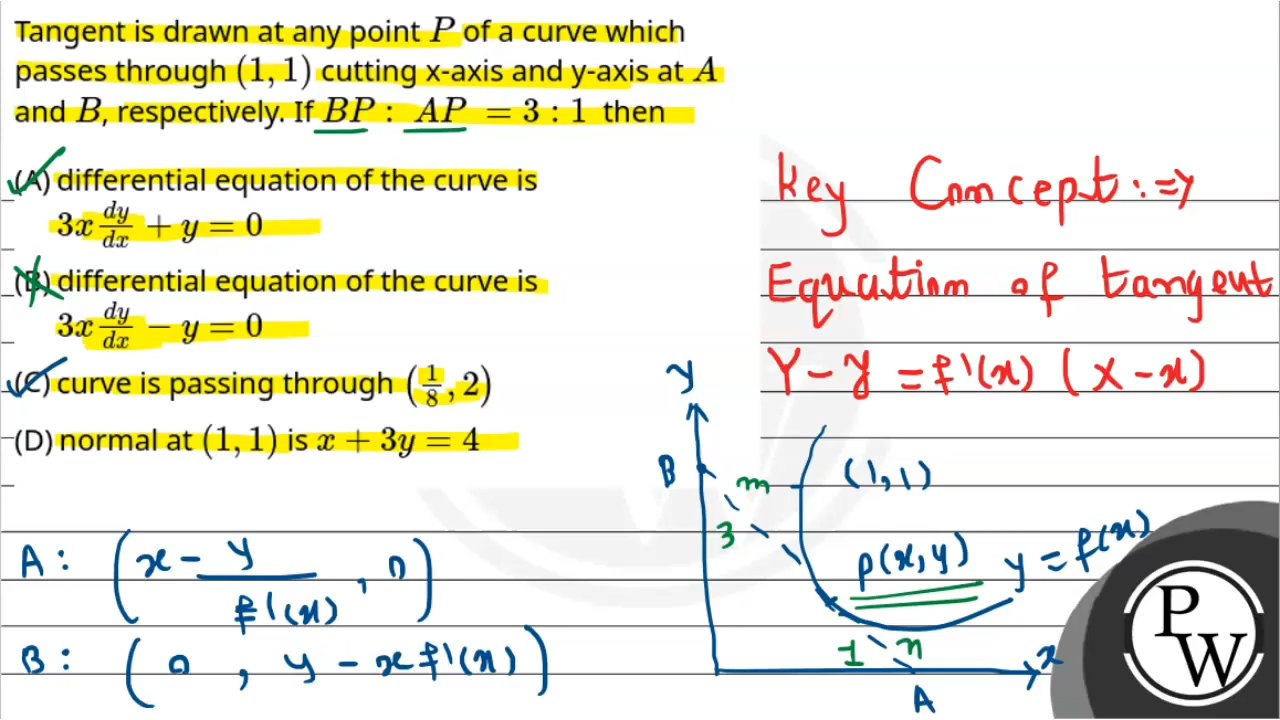 Tangent is drawn at any point P of a curve which
passes through (1, 1) cutting x-axis and y-axis at A
and B, respectively. If BP : AP = 3 : 1 then
(A) differential equation of the curve is
3x dy/dx + y = 0
(B) differential equation of the curve is
3x dy/dx − y = 0
(C) curve is passing through (1/8, 2)
(D) normal at (1, 1) is x + 3y = 4
Key Concept: ⇒
Equation of tangent
Y − y = f'(x) (X − x)
y
B
m
(1, 1)
3
P(x, y)
y = f(x)
1
n
x
A
A : (x − y/f'(x), 0)
B : (0, y − x f'(x))
P
W